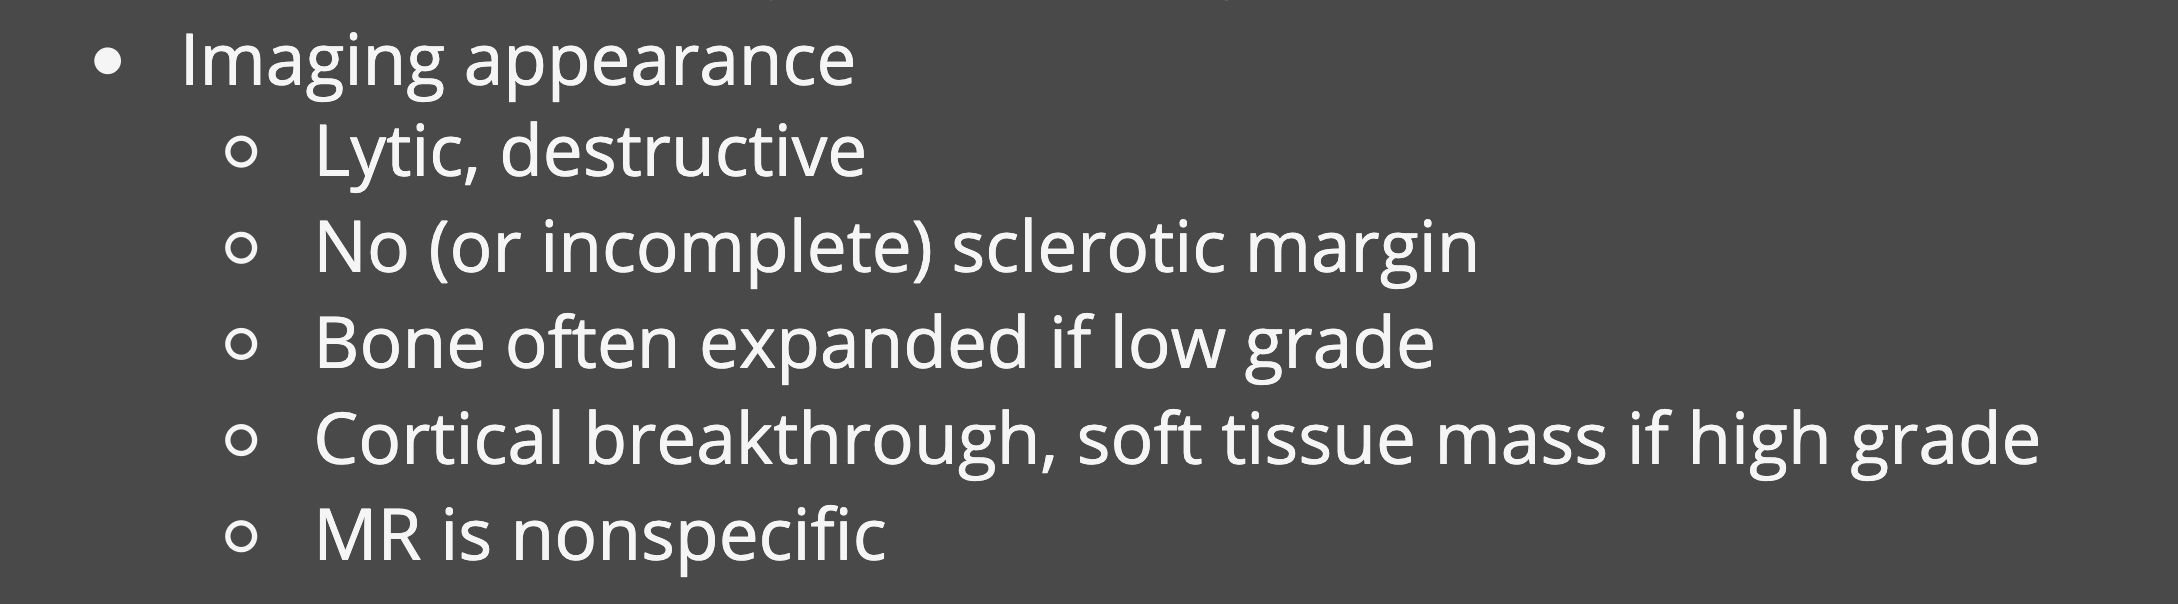 • Imaging appearance
○ Lytic, destructive
○ No (or incomplete) sclerotic margin
○ Bone often expanded if low grade
○ Cortical breakthrough, soft tissue mass if high grade
○ MR is nonspecific